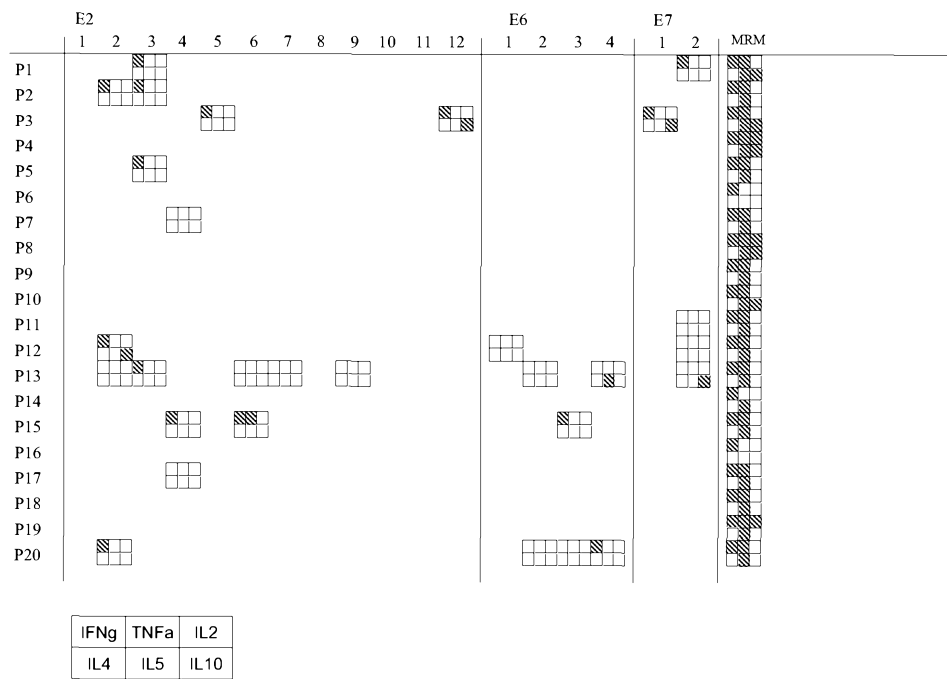 E2 E6 E7
1 2 3 4 5 6 7 8 9 10 11 12 1 2 3 4 1 2 MRM
P1
P2
P3
P4
P5
P6
P7
P8
P9
P10
P11
P12
P13
P14
P15
P16
P17
P18
P19
P20
IFNg TNFa IL2
IL4 IL5 IL10